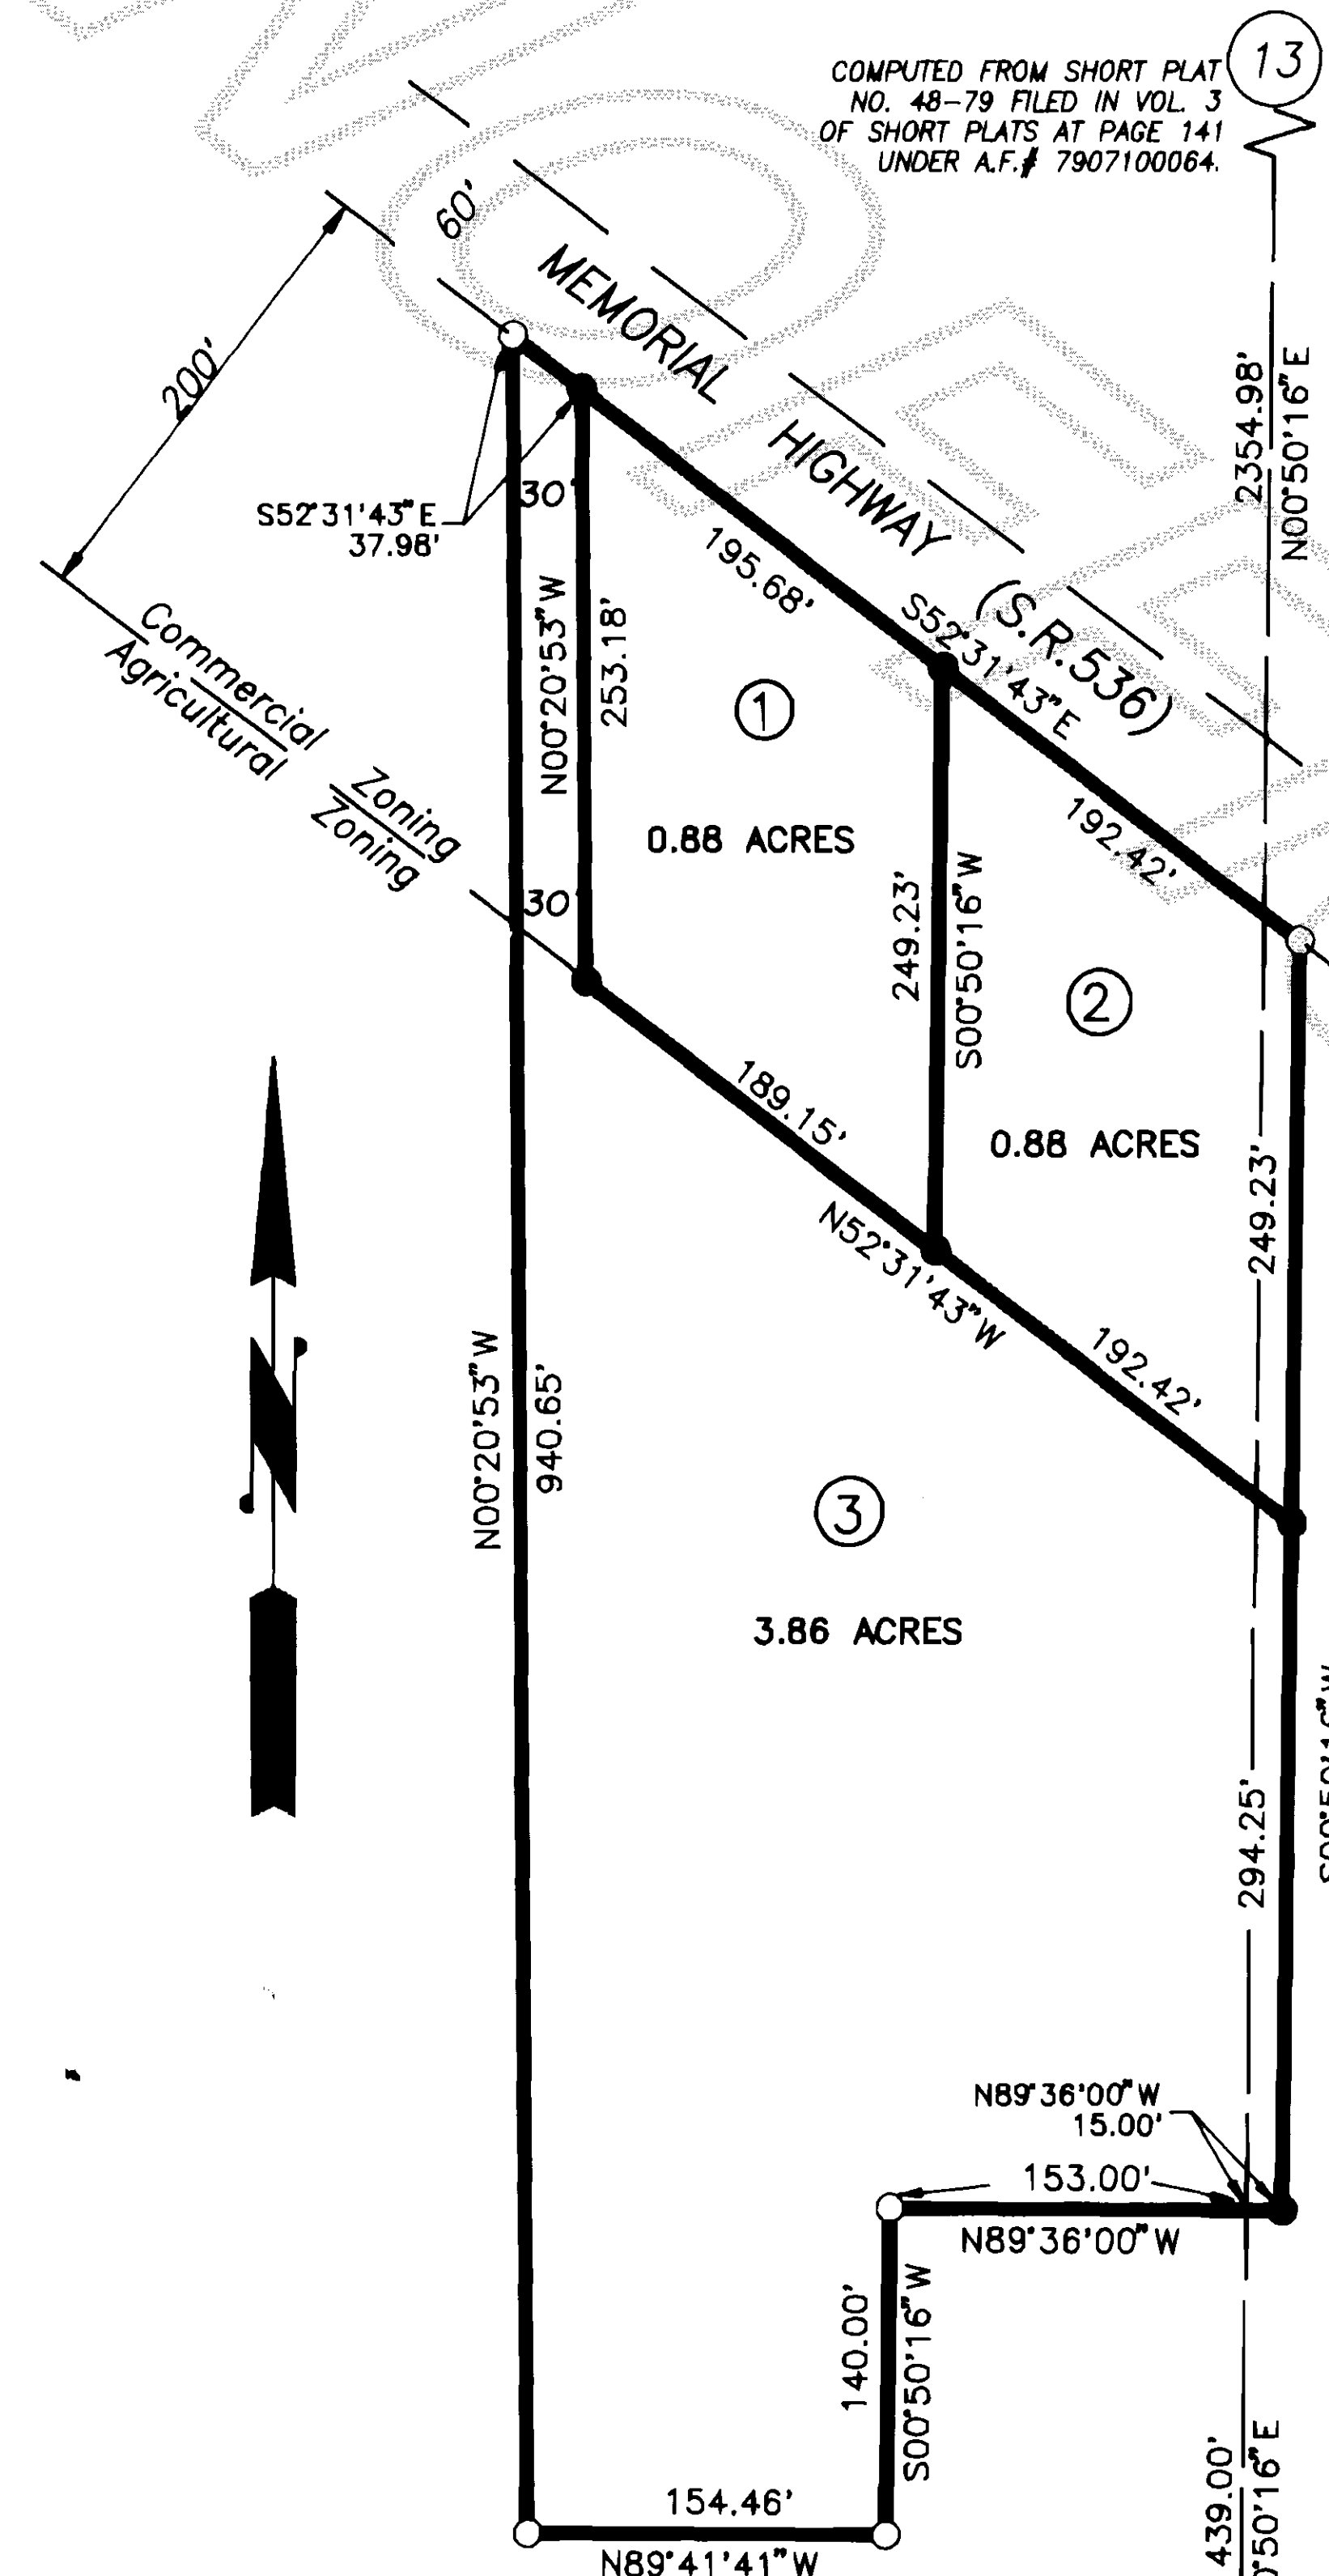 13
COMPUTED FROM SHORT PLAT
NO. 48-79 FILED IN VOL. 3
OF SHORT PLATS AT PAGE 141
UNDER A.F.# 7907100064.
60'
MEMORIAL
HIGHWAY
(S.R.536)
200'
2354.98'
N00°50'16"E
S52°31'43"E
37.98'
30'
195.68'
S52°31'43"E
192.42'
Commercial
Agricultural
Zoning
Zoning
N00°20'53"W
253.18'
1
0.88 ACRES
30'
249.23'
S00°50'16"W
2
0.88 ACRES
249.23'
189.15'
N52°31'43"W
192.42'
N00°20'53"W
940.65'
3
3.86 ACRES
294.25'
N89°36'00"W
15.00'
153.00'
N89°36'00"W
140.00'
S00°50'16"W
154.46'
N89°41'41"W
439.00'
0°50'16"E